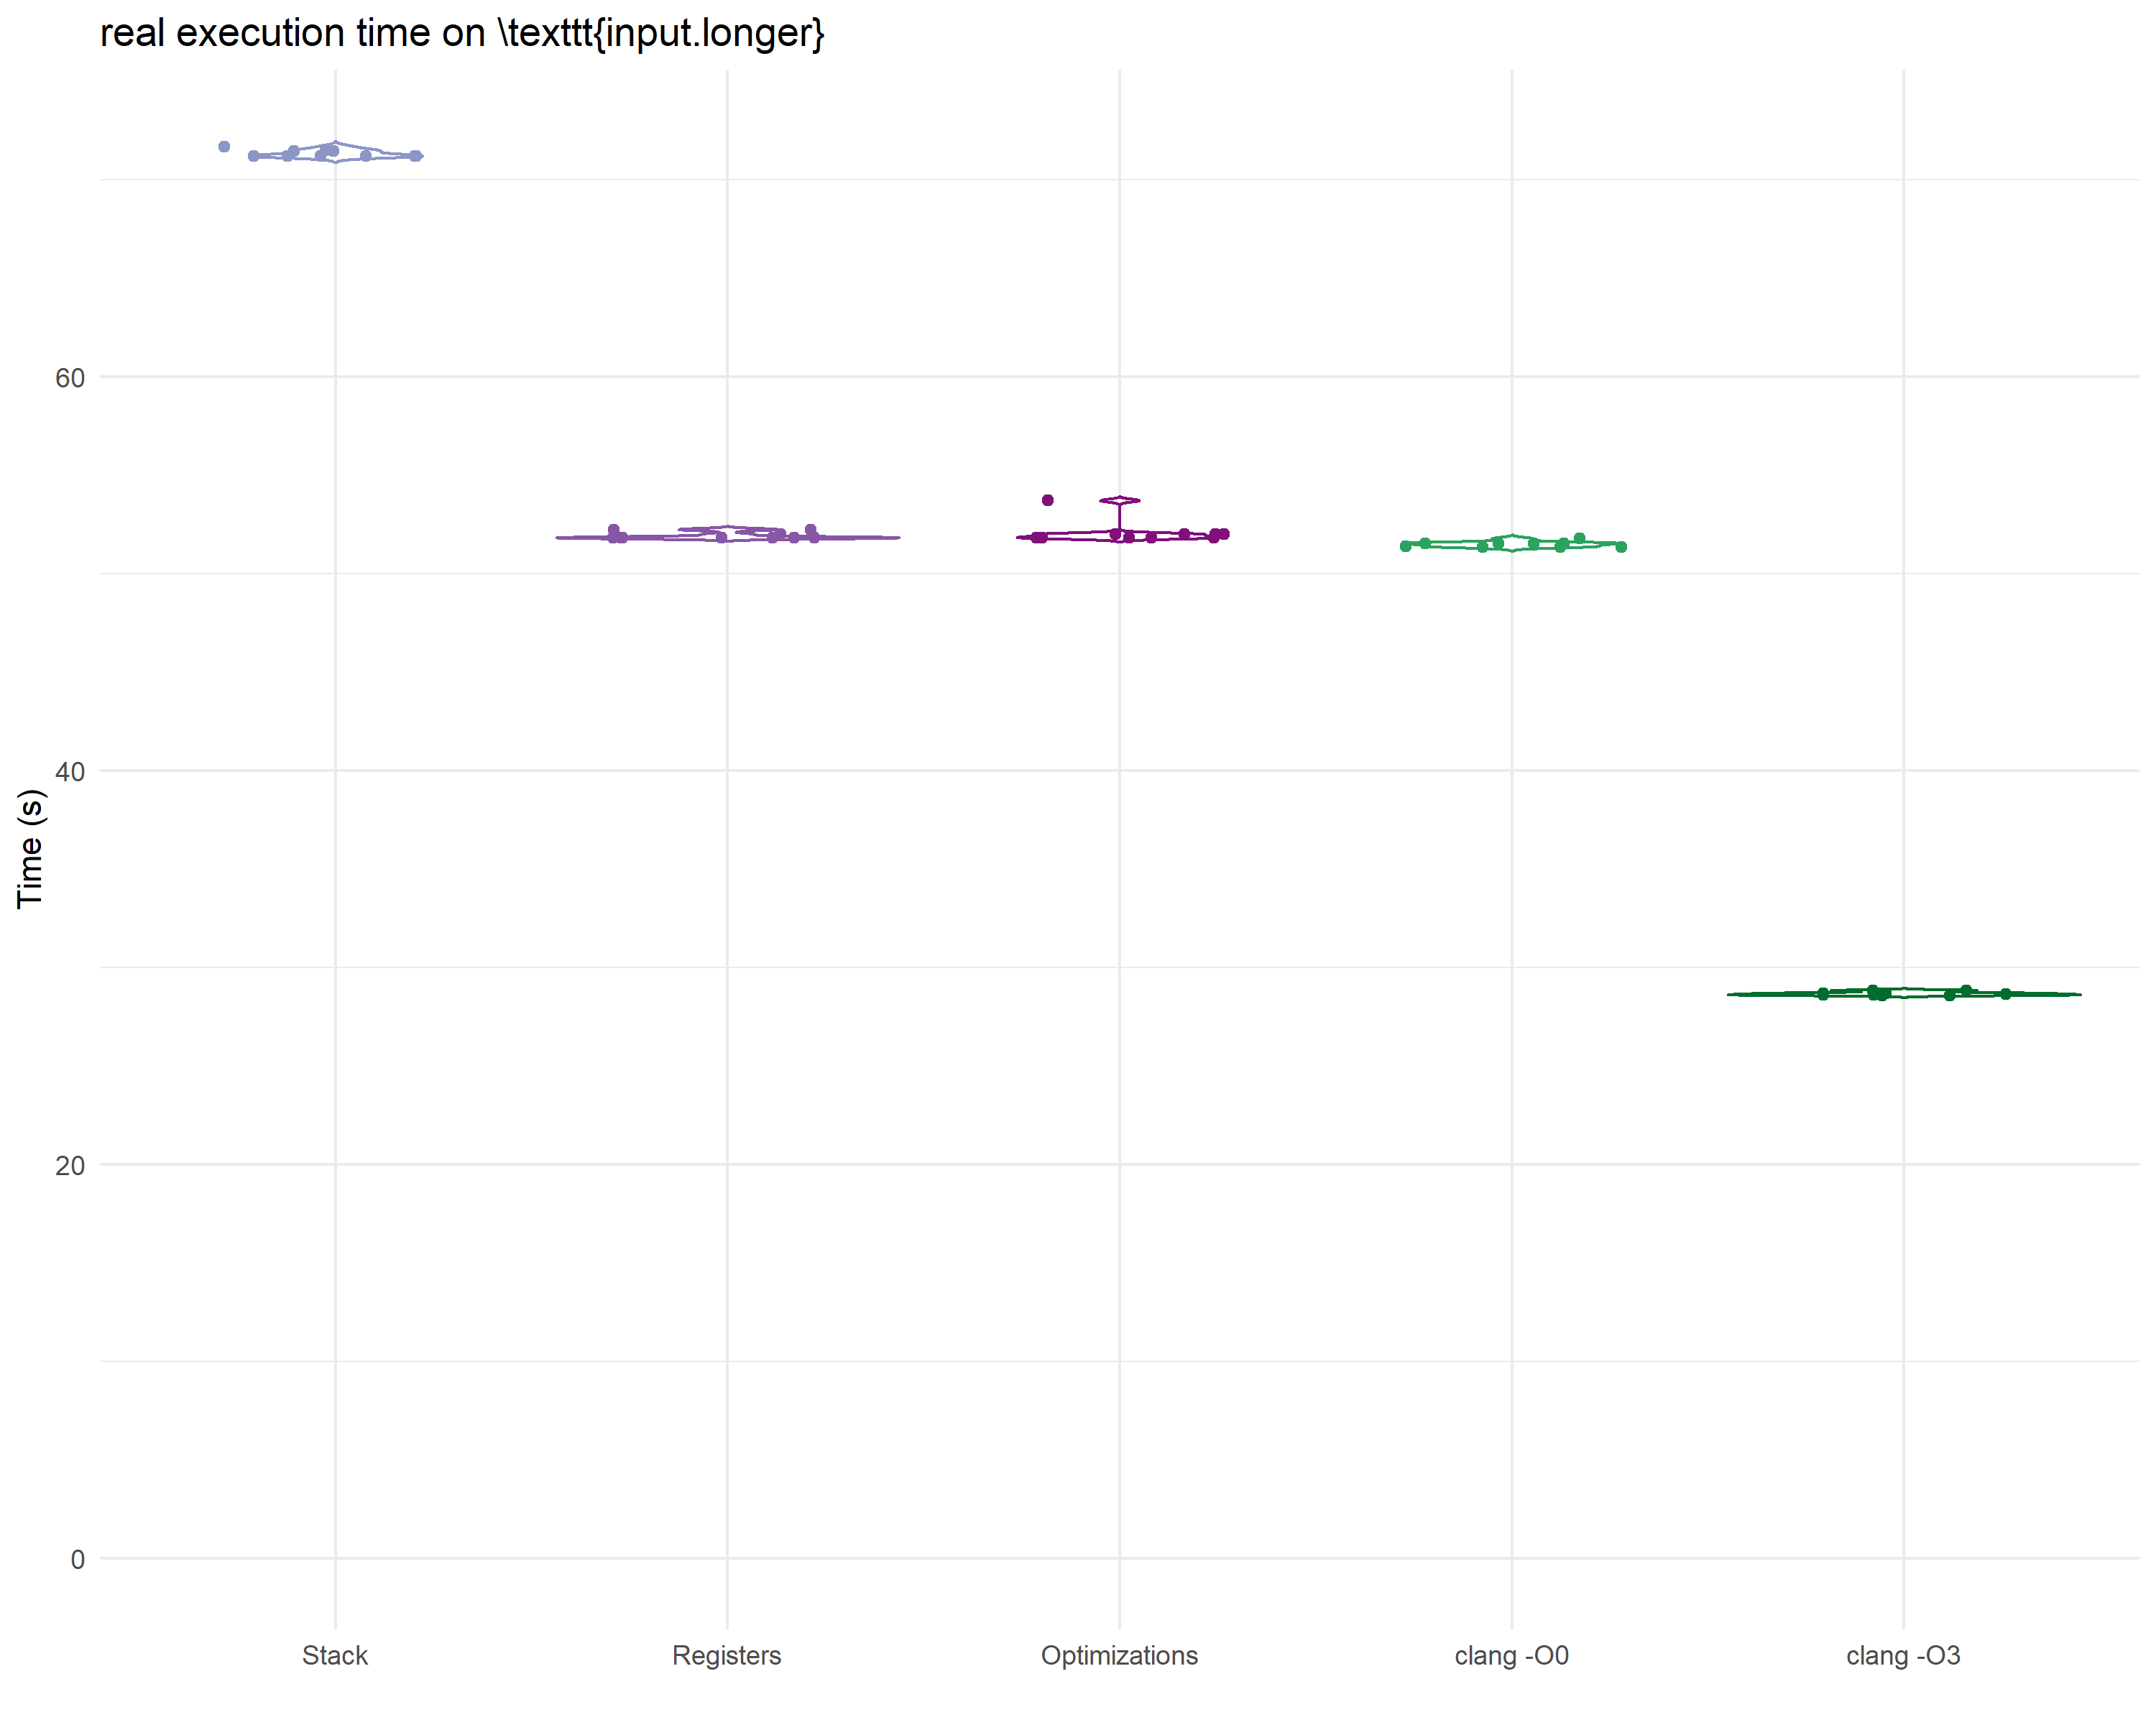 real execution time on \texttt{input.longer}
60
40
20
0
Time (s)
Stack
Registers
Optimizations
clang -O0
clang -O3